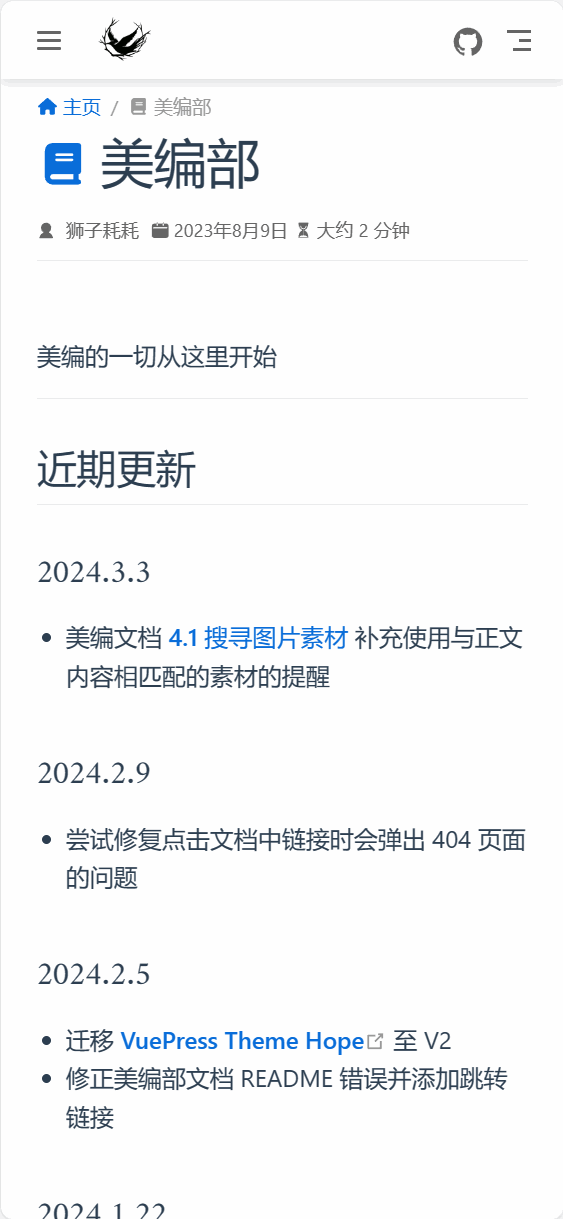 主页 / 美编部
美编部
狮子耗耗 2023年8月9日 大约 2 分钟
美编的一切从这里开始
近期更新
2024.3.3
美编文档 4.1 搜寻图片素材 补充使用与正文
内容相匹配的素材的提醒
2024.2.9
尝试修复点击文档中链接时会弹出 404 页面
的问题
2024.2.5
迁移 VuePress Theme Hope 至 V2
修正美编部文档 README 错误并添加跳转
链接
2024.1.22